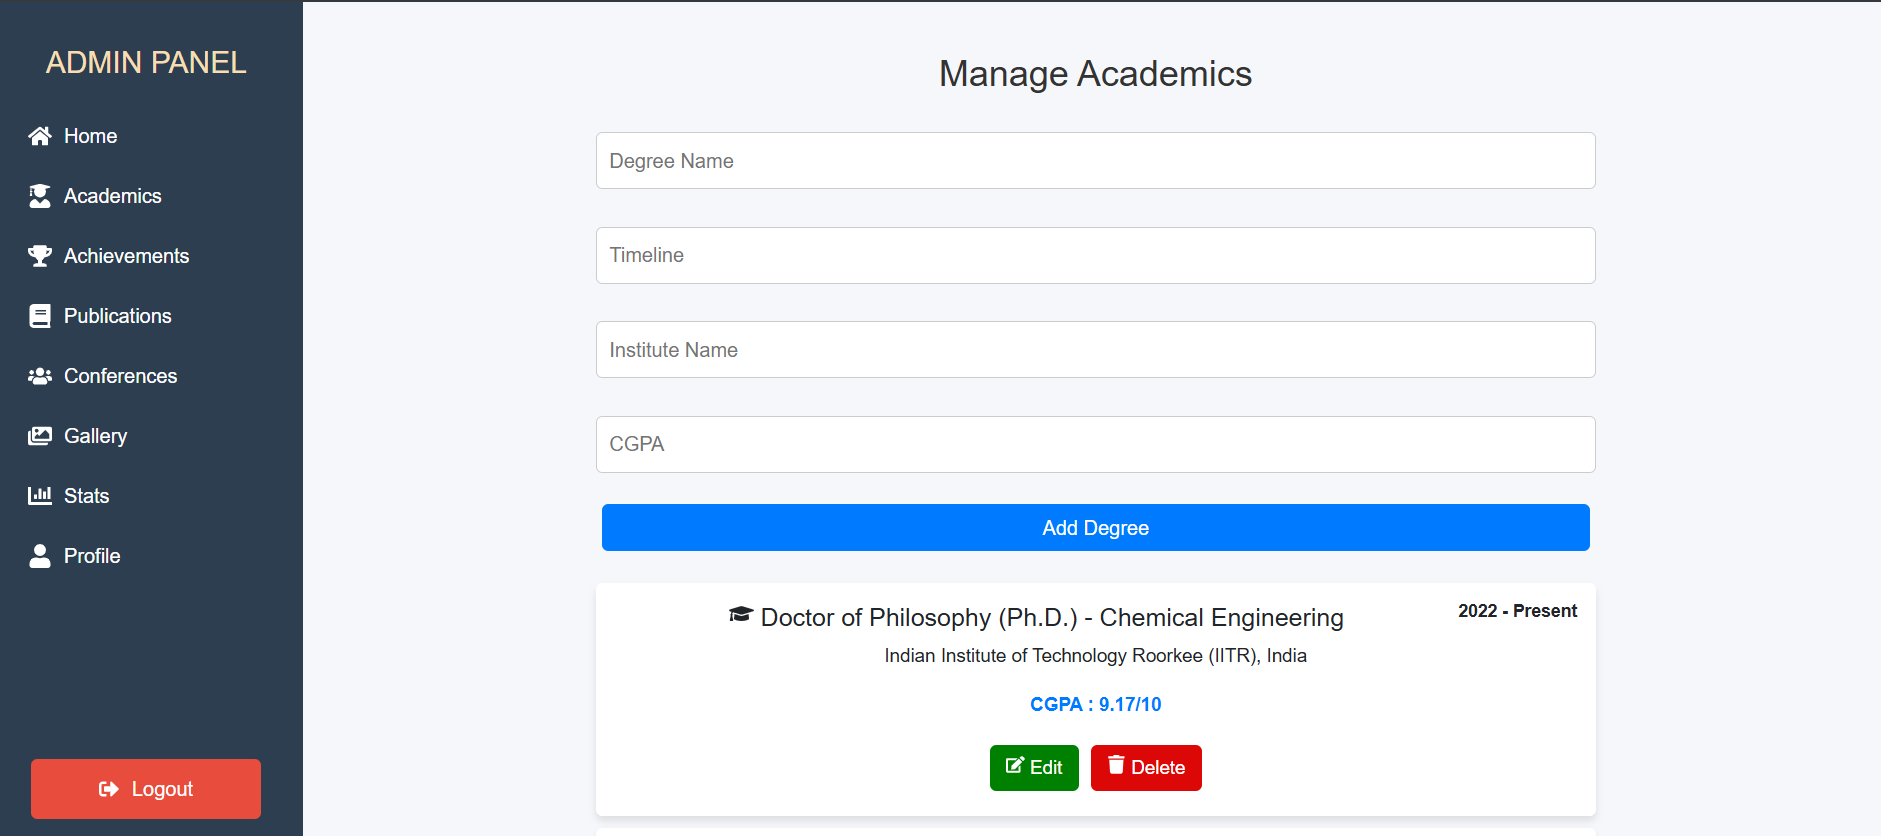 ADMIN PANEL
Home
Academics
Achievements
Publications
Conferences
Gallery
Stats
Profile
Logout
Manage Academics
Degree Name
Timeline
Institute Name
CGPA
Add Degree
Doctor of Philosophy (Ph.D.) - Chemical Engineering
2022 - Present
Indian Institute of Technology Roorkee (IITR), India
CGPA : 9.17/10
Edit
Delete